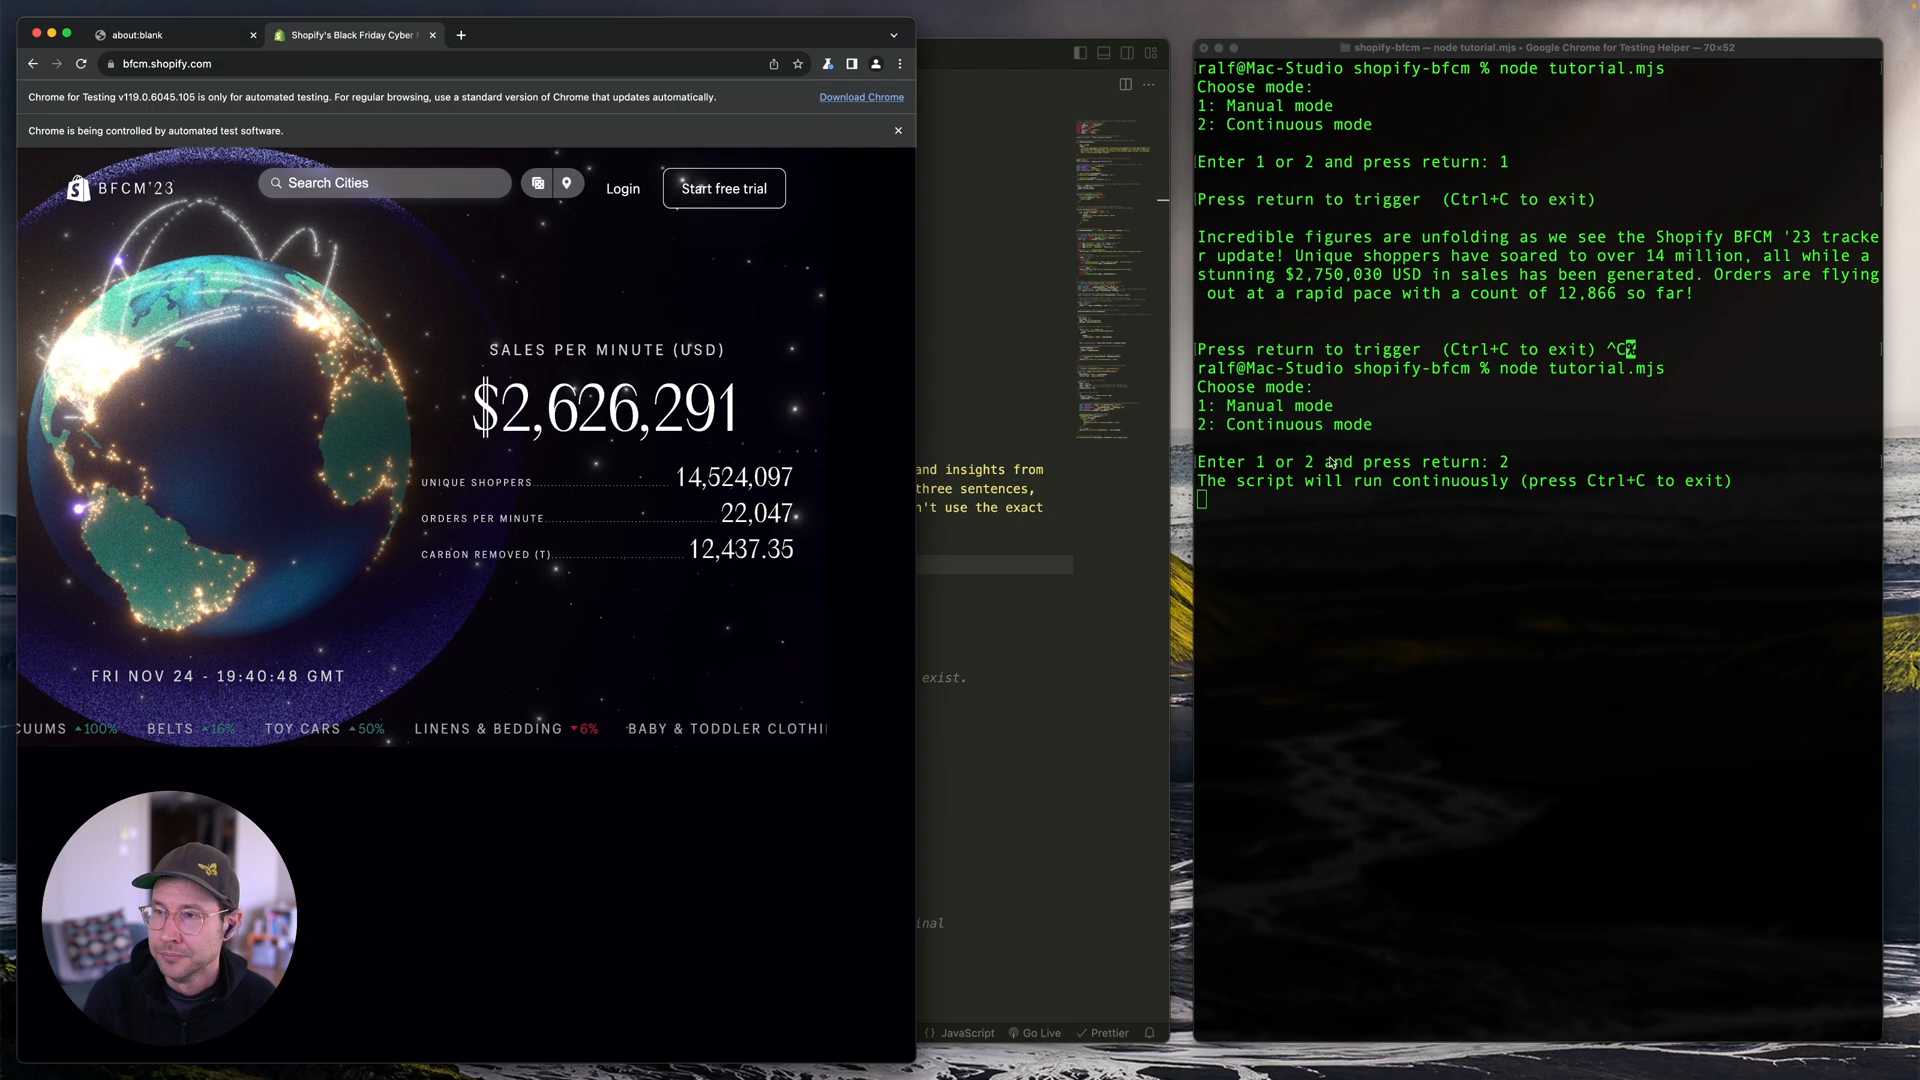 about:blank
Shopify's Black Friday Cyber
bfcm.shopify.com
Chrome for Testing v119.0.6045.105 is only for automated testing. For regular browsing, use a standard version of Chrome that updates automatically.
Download Chrome
Chrome is being controlled by automated test software.
BFCM'23
Search Cities
Login
Start free trial
SALES PER MINUTE (USD)
$2,626,291
UNIQUE SHOPPERS 14,524,097
ORDERS PER MINUTE 22,047
CARBON REMOVED (T) 12,437.35
FRI NOV 24 - 19:40:48 GMT
CUUMS ▲100% BELTS ▲16% TOY CARS ▲50% LINENS & BEDDING ▼6% BABY & TODDLER CLOTHI
and insights from
three sentences,
n't use the exact
exist.
inal
{} JavaScript
Go Live
Prettier
shopify-bfcm — node tutorial.mjs ▸ Google Chrome for Testing Helper — 70×52
ralf@Mac-Studio shopify-bfcm % node tutorial.mjs
Choose mode:
1: Manual mode
2: Continuous mode
Enter 1 or 2 and press return: 1
Press return to trigger (Ctrl+C to exit)
Incredible figures are unfolding as we see the Shopify BFCM '23 tracke
r update! Unique shoppers have soared to over 14 million, all while a
stunning $2,750,030 USD in sales has been generated. Orders are flying
out at a rapid pace with a count of 12,866 so far!
Press return to trigger (Ctrl+C to exit) ^C%
ralf@Mac-Studio shopify-bfcm % node tutorial.mjs
Choose mode:
1: Manual mode
2: Continuous mode
Enter 1 or 2 and press return: 2
The script will run continuously (press Ctrl+C to exit)